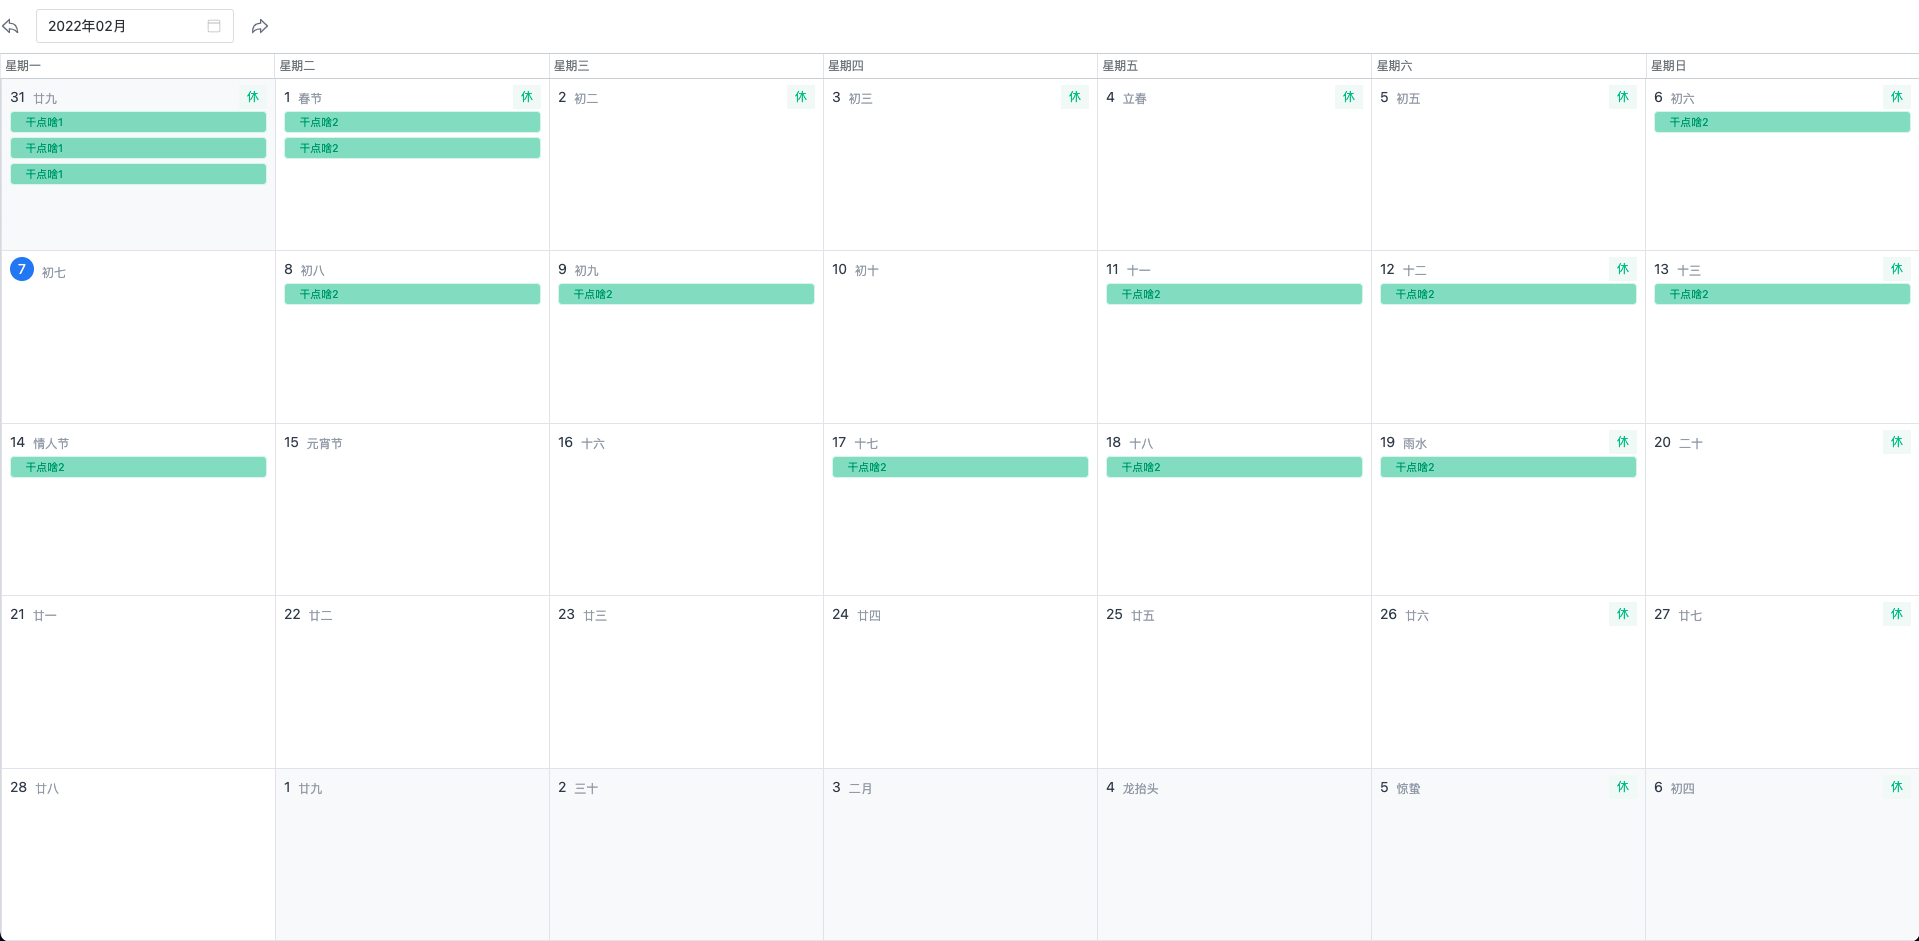 2022年02月
星期一 星期二 星期三 星期四 星期五 星期六 星期日
31 廿九 休 1 春节 休 2 初二 休 3 初三 休 4 立春 休 5 初五 休 6 初六 休
干点啥1 干点啥2 干点啥2
干点啥1 干点啥2
干点啥1
7 初七 8 初八 9 初九 10 初十 11 十一 12 十二 休 13 十三 休
干点啥2 干点啥2 干点啥2 干点啥2 干点啥2
14 情人节 15 元宵节 16 十六 17 十七 18 十八 19 雨水 休 20 二十 休
干点啥2 干点啥2 干点啥2 干点啥2
21 廿一 22 廿二 23 廿三 24 廿四 25 廿五 26 廿六 休 27 廿七 休
28 廿八 1 廿九 2 三十 3 二月 4 龙抬头 5 惊蛰 休 6 初四 休